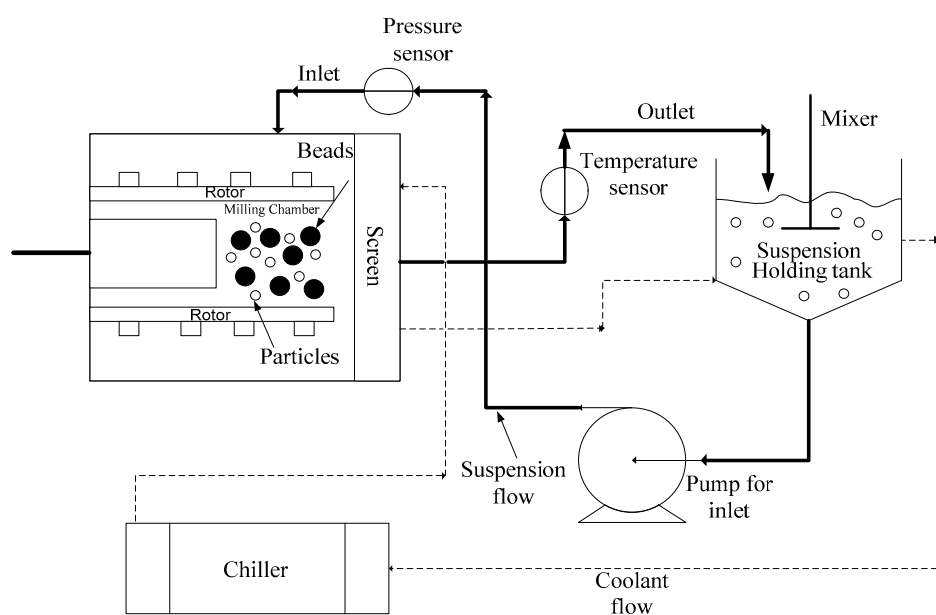 Pressure
sensor
Inlet
Outlet
Mixer
Beads
Temperature
sensor
Rotor
Milling Chamber
Screen
Suspension
Holding tank
Rotor
Particles
Suspension
flow
Pump for
inlet
Chiller
Coolant
flow